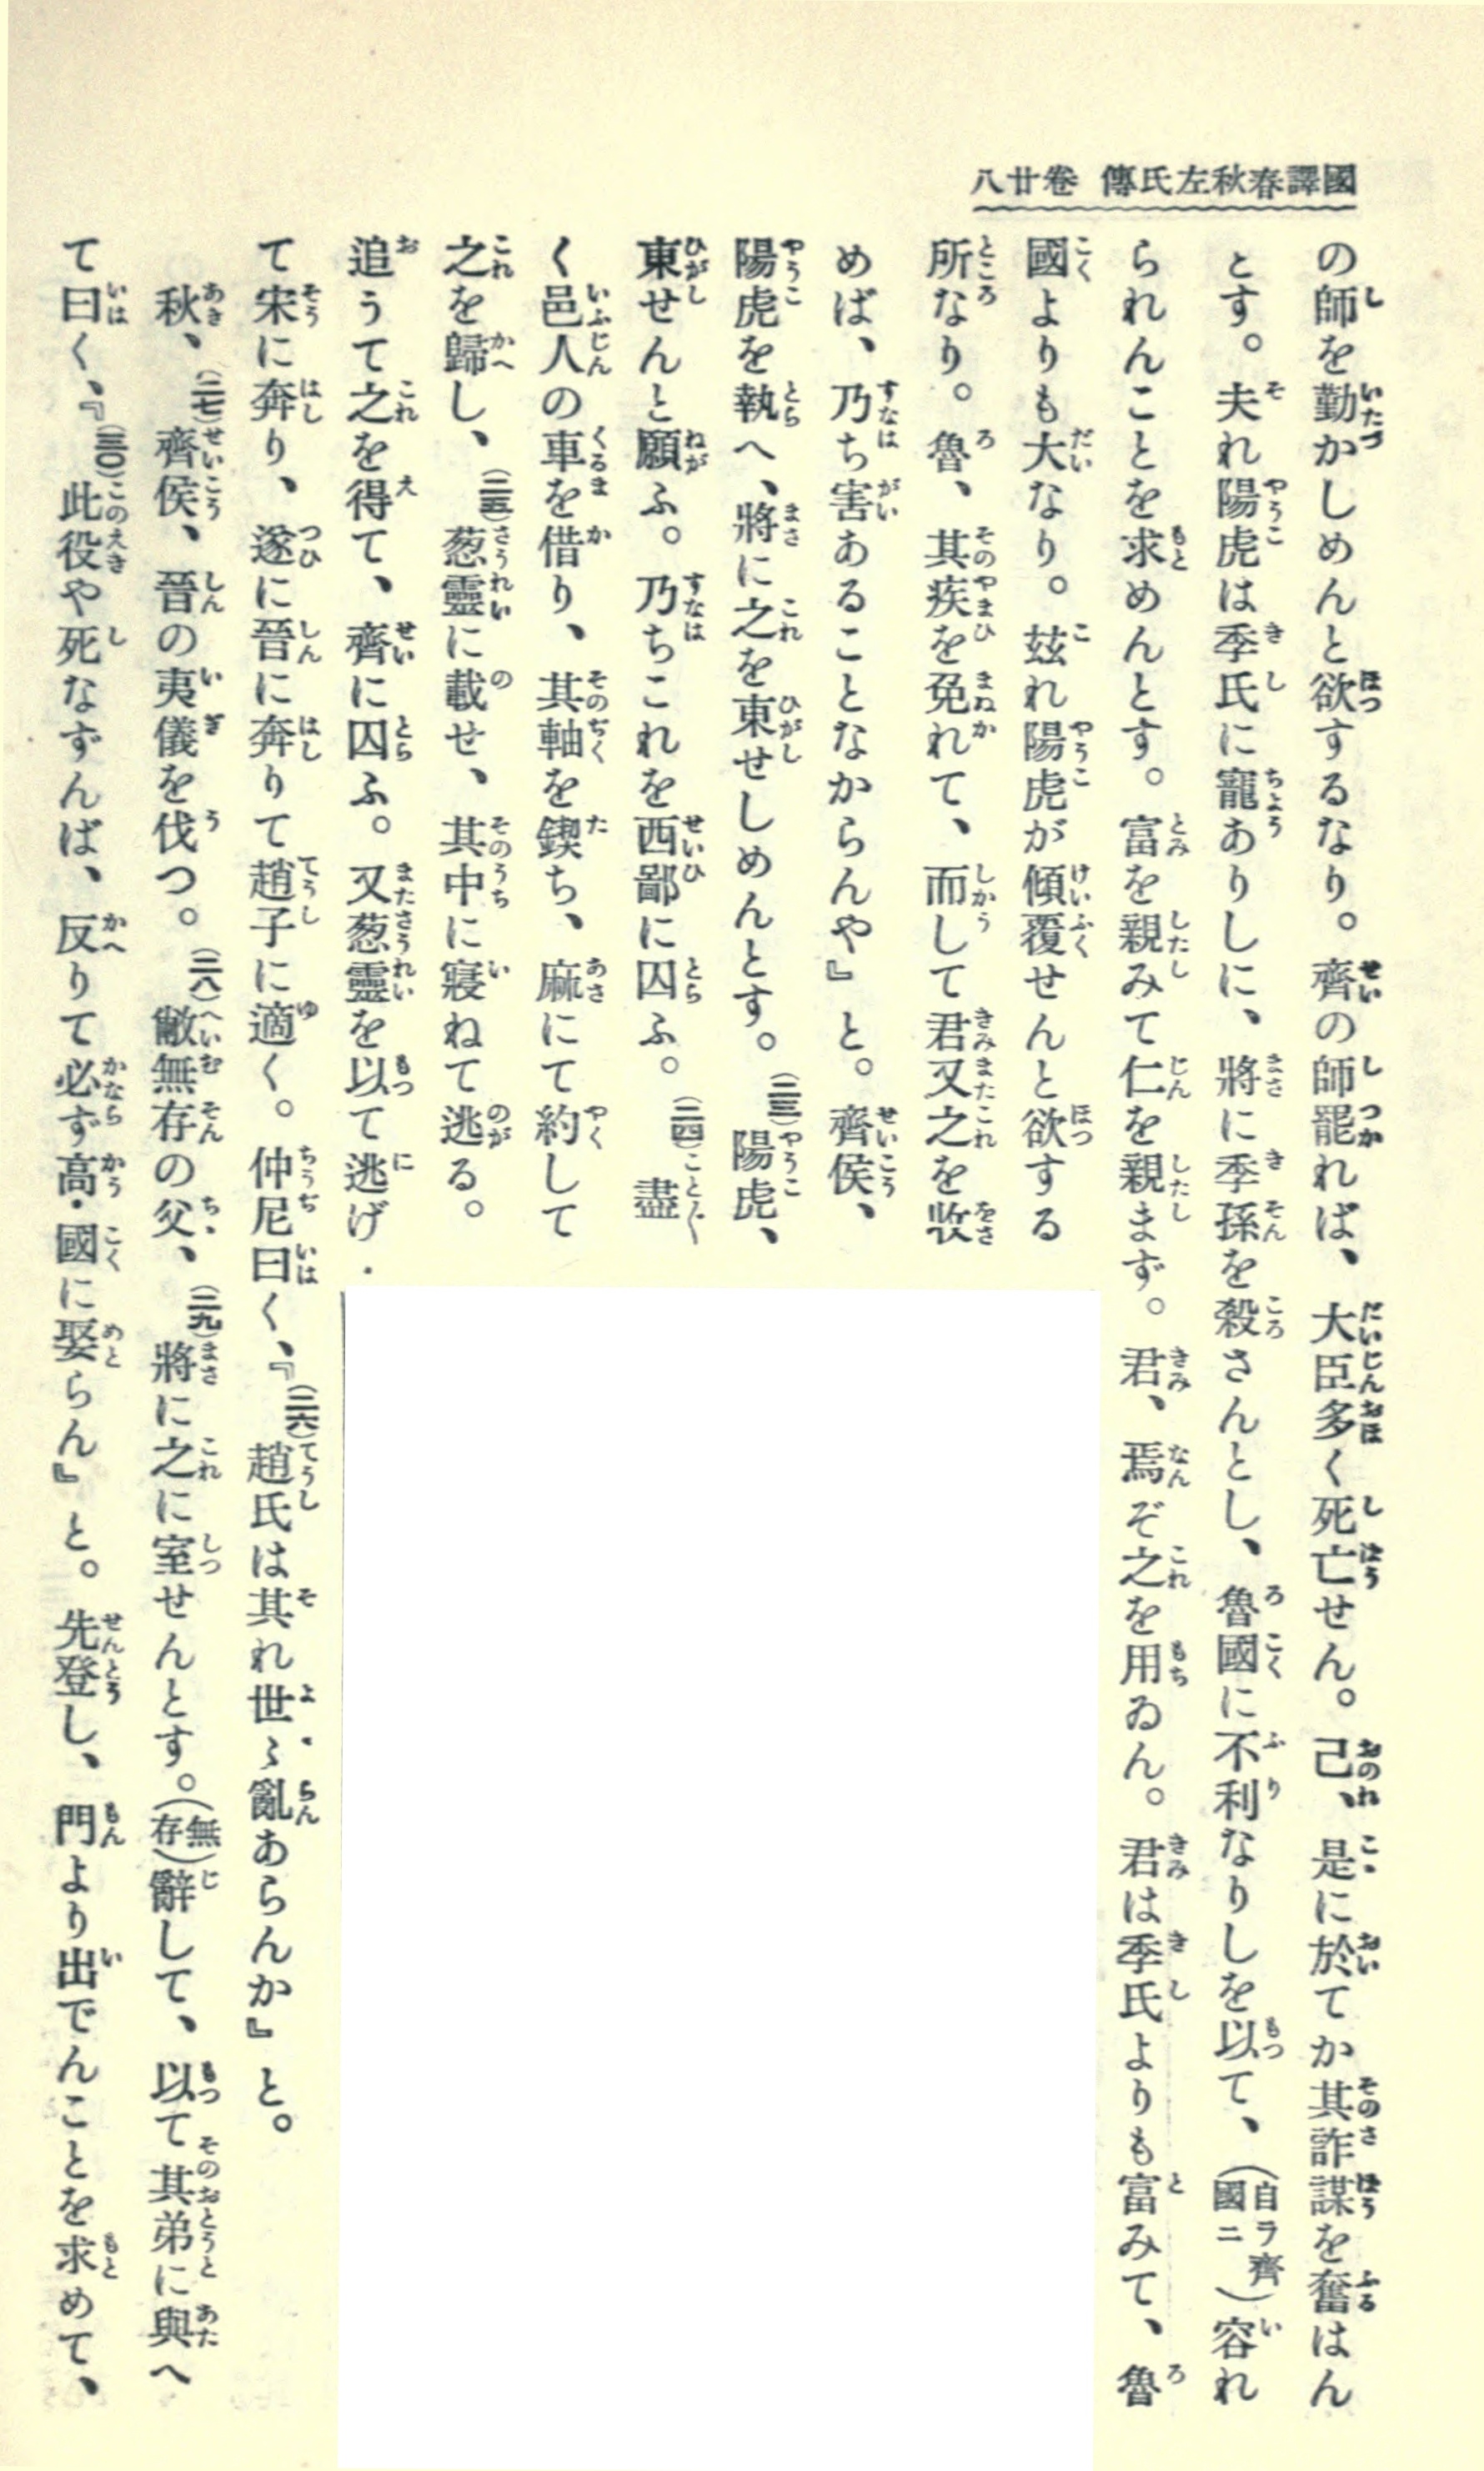 國譯春秋左氏傳 卷廿八
の師を勤かしめんと欲するなり。齊の師罷れば、大臣多く死亡せん。己、是に於てか其詐謀を奮はん
とす。夫れ陽虎は季氏に寵ありしに、將に季孫を殺さんとし、魯國に不利なりしを以て、(自ラ齊國ニ)容れ
られんことを求めんとす。富を親みて仁を親まず。君、焉ぞ之を用ゐん。君は季氏よりも富みて、魯
國よりも大なり。玆れ陽虎が傾覆せんと欲する
所なり。魯、其疾を免れて、而して君又之を收
めば、乃ち害あることなからんや』と。齊侯、
陽虎を執へ、將に之を東せしめんとす。(二三)陽虎、
東せんと願ふ。乃ちこれを西鄙に囚ふ。(二四)盡
く邑人の車を借り、其軸を鍥ち、麻にて約して
之を歸し、(二五)葱靈に載せ、其中に寢ねて逃る。
追うて之を得て、齊に囚ふ。又葱靈を以て逃げ
て宋に奔り、遂に晉に奔りて趙子に適く。仲尼曰く、『(二六)趙氏は其れ世〻亂あらんか』と。
秋、(二七)齊侯、晉の夷儀を伐つ。(二八)敝無存の父、(二九)將に之に室せんとす。(無存)辭して、以て其弟に與へ
て曰く、『(三〇)此役や死なずんば、反りて必ず高・國に娶らん』と。先登し、門より出でんことを求めて、